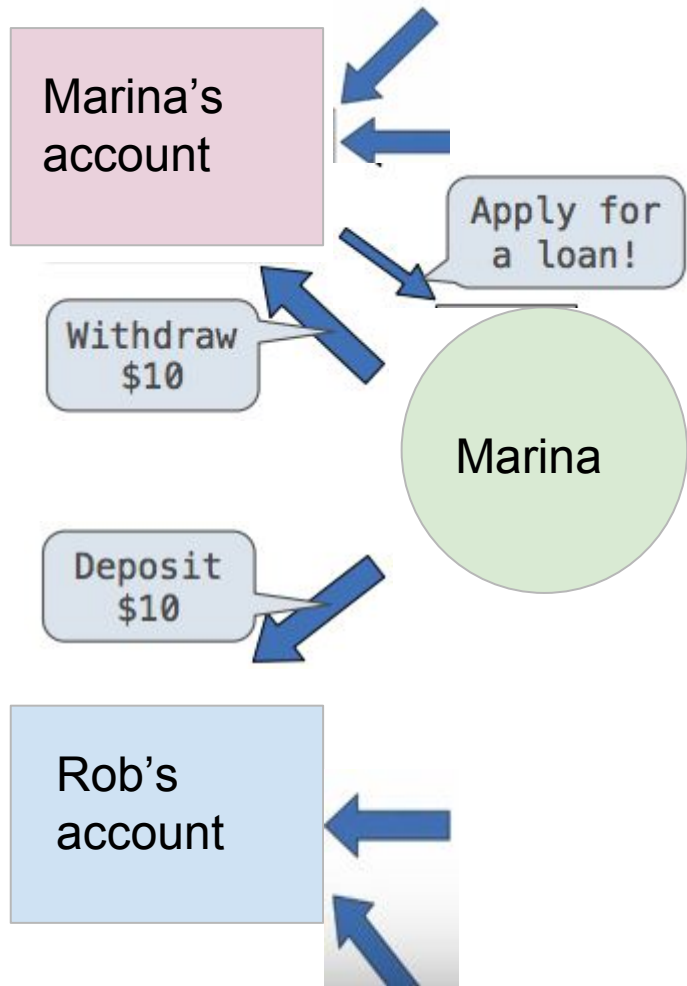 Marina’s
account
Apply for
a loan!
Withdraw
$10
Marina
Deposit
$10
Rob’s
account